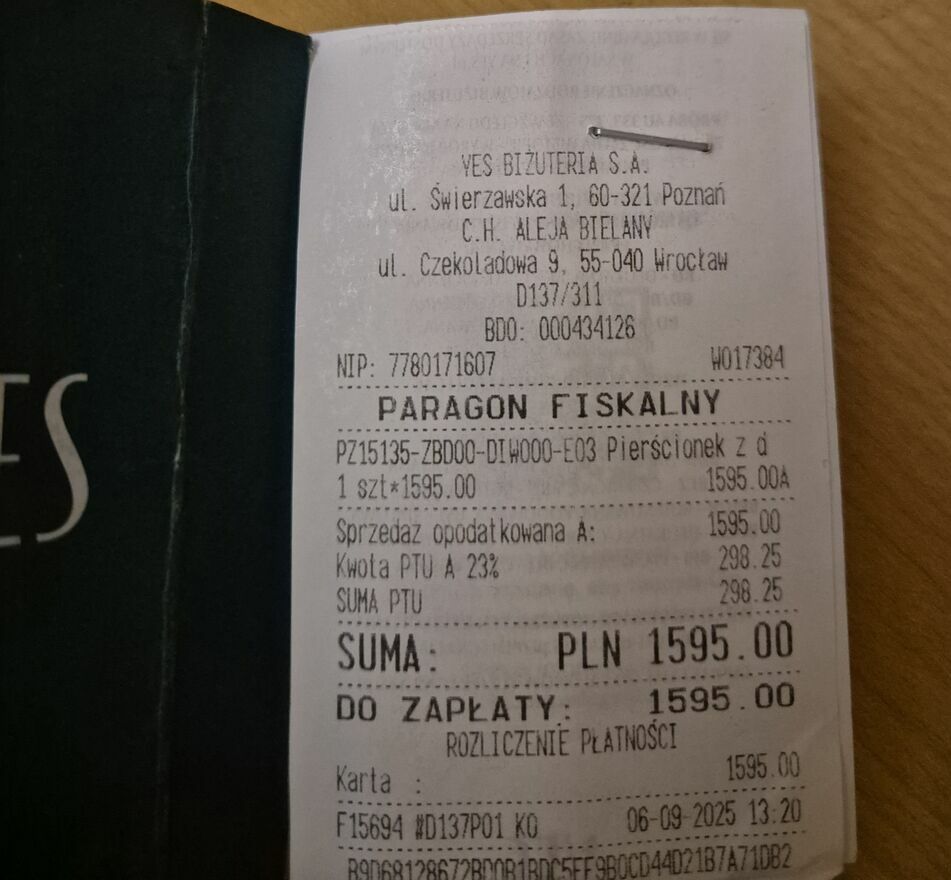 ES
YES BIŻUTERIA S.A.
ul. Świerzawska 1, 60-321 Poznań
C.H. ALEJA BIELANY
ul. Czekoladowa 9, 55-040 Wrocław
D137/311
BDO: 000434126
NIP: 7780171607 W017384
PARAGON FISKALNY
PZ15135-ZBD00-DIW000-E03 Pierścionek z d
1 szt*1595.00 1595.00A
Sprzedaż opodatkowana A: 1595.00
Kwota PTU A 23% 298.25
SUMA PTU 298.25
SUMA: PLN 1595.00
DO ZAPŁATY: 1595.00
ROZLICZENIE PŁATNOŚCI
Karta : 1595.00
F15694 #D137P01 KO 06-09-2025 13:20